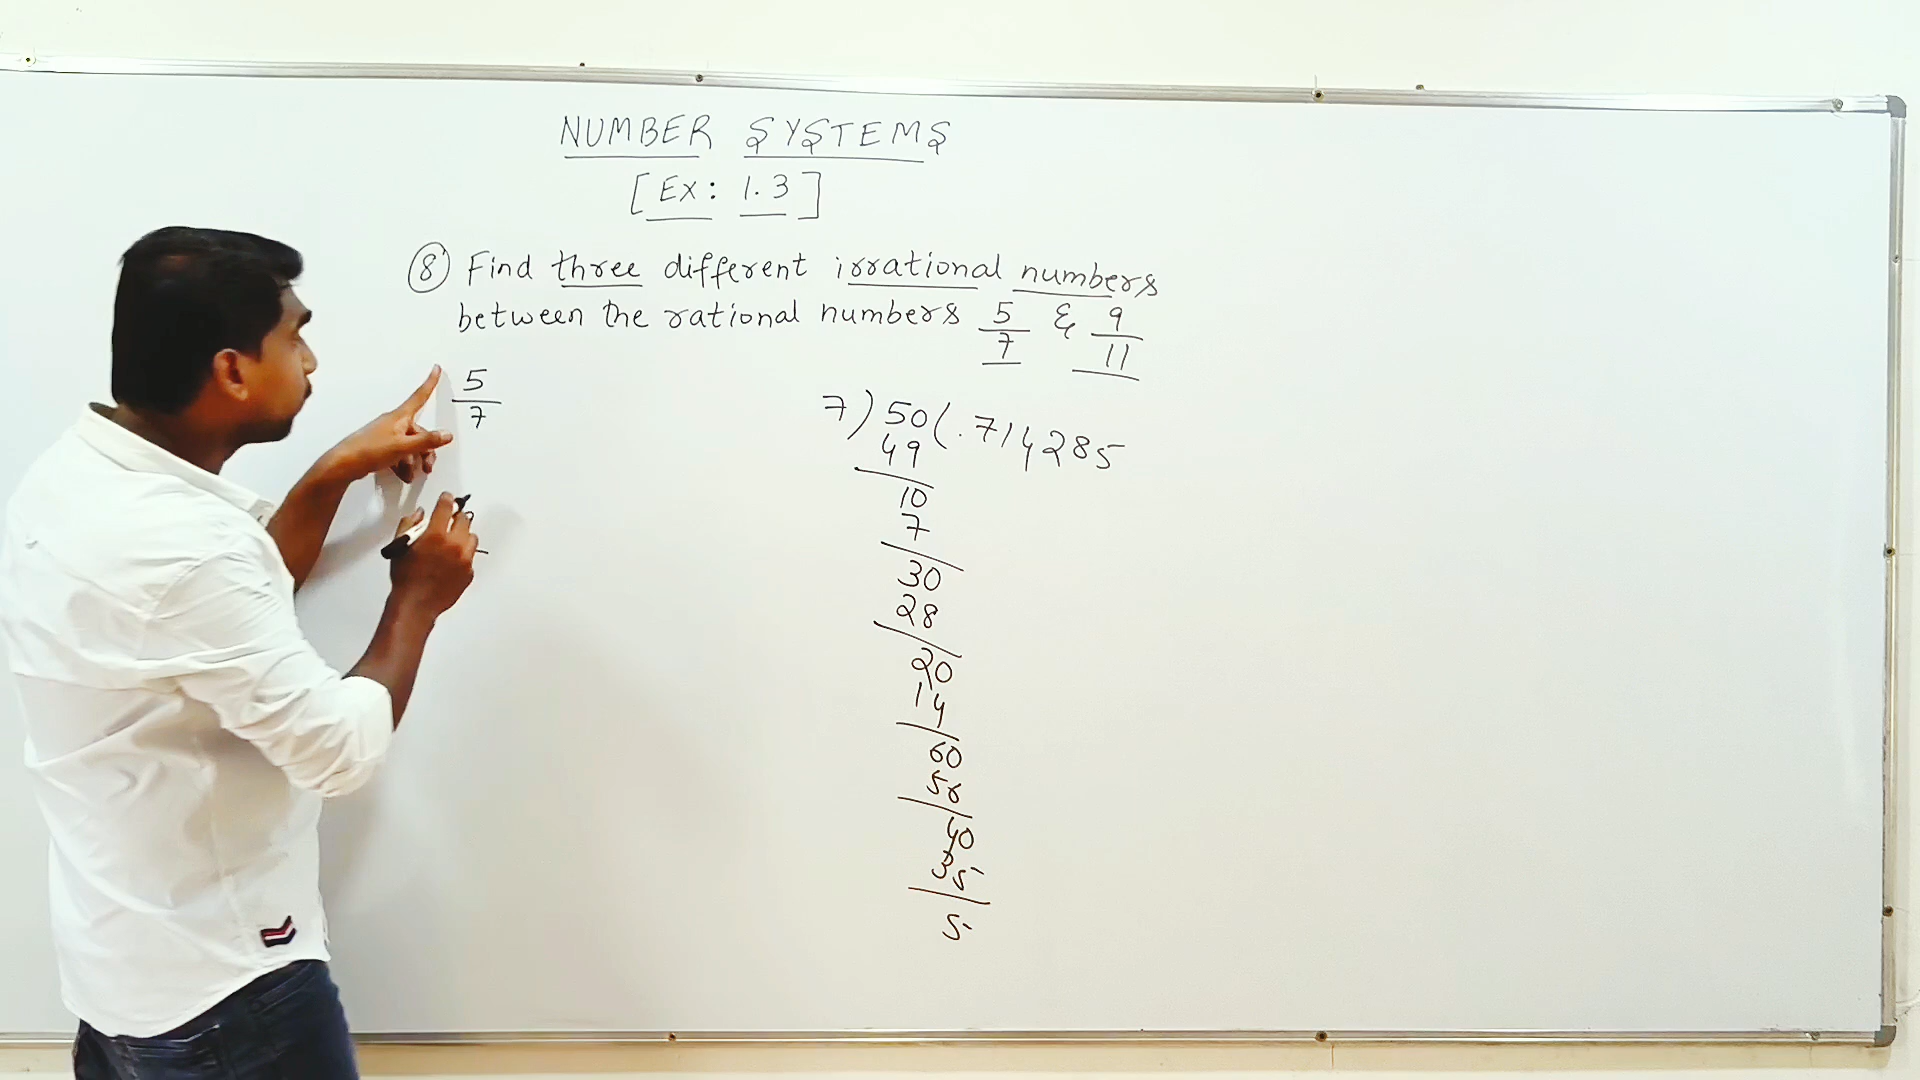 NUMBER SYSTEMS
[Ex: 1.3]
8 Find three different irrational numbers
between the rational numbers 5/7 & 9/11
5/7
7) 50 (.714285
49
10
7
30
28
20
14
60
56
40
35
5